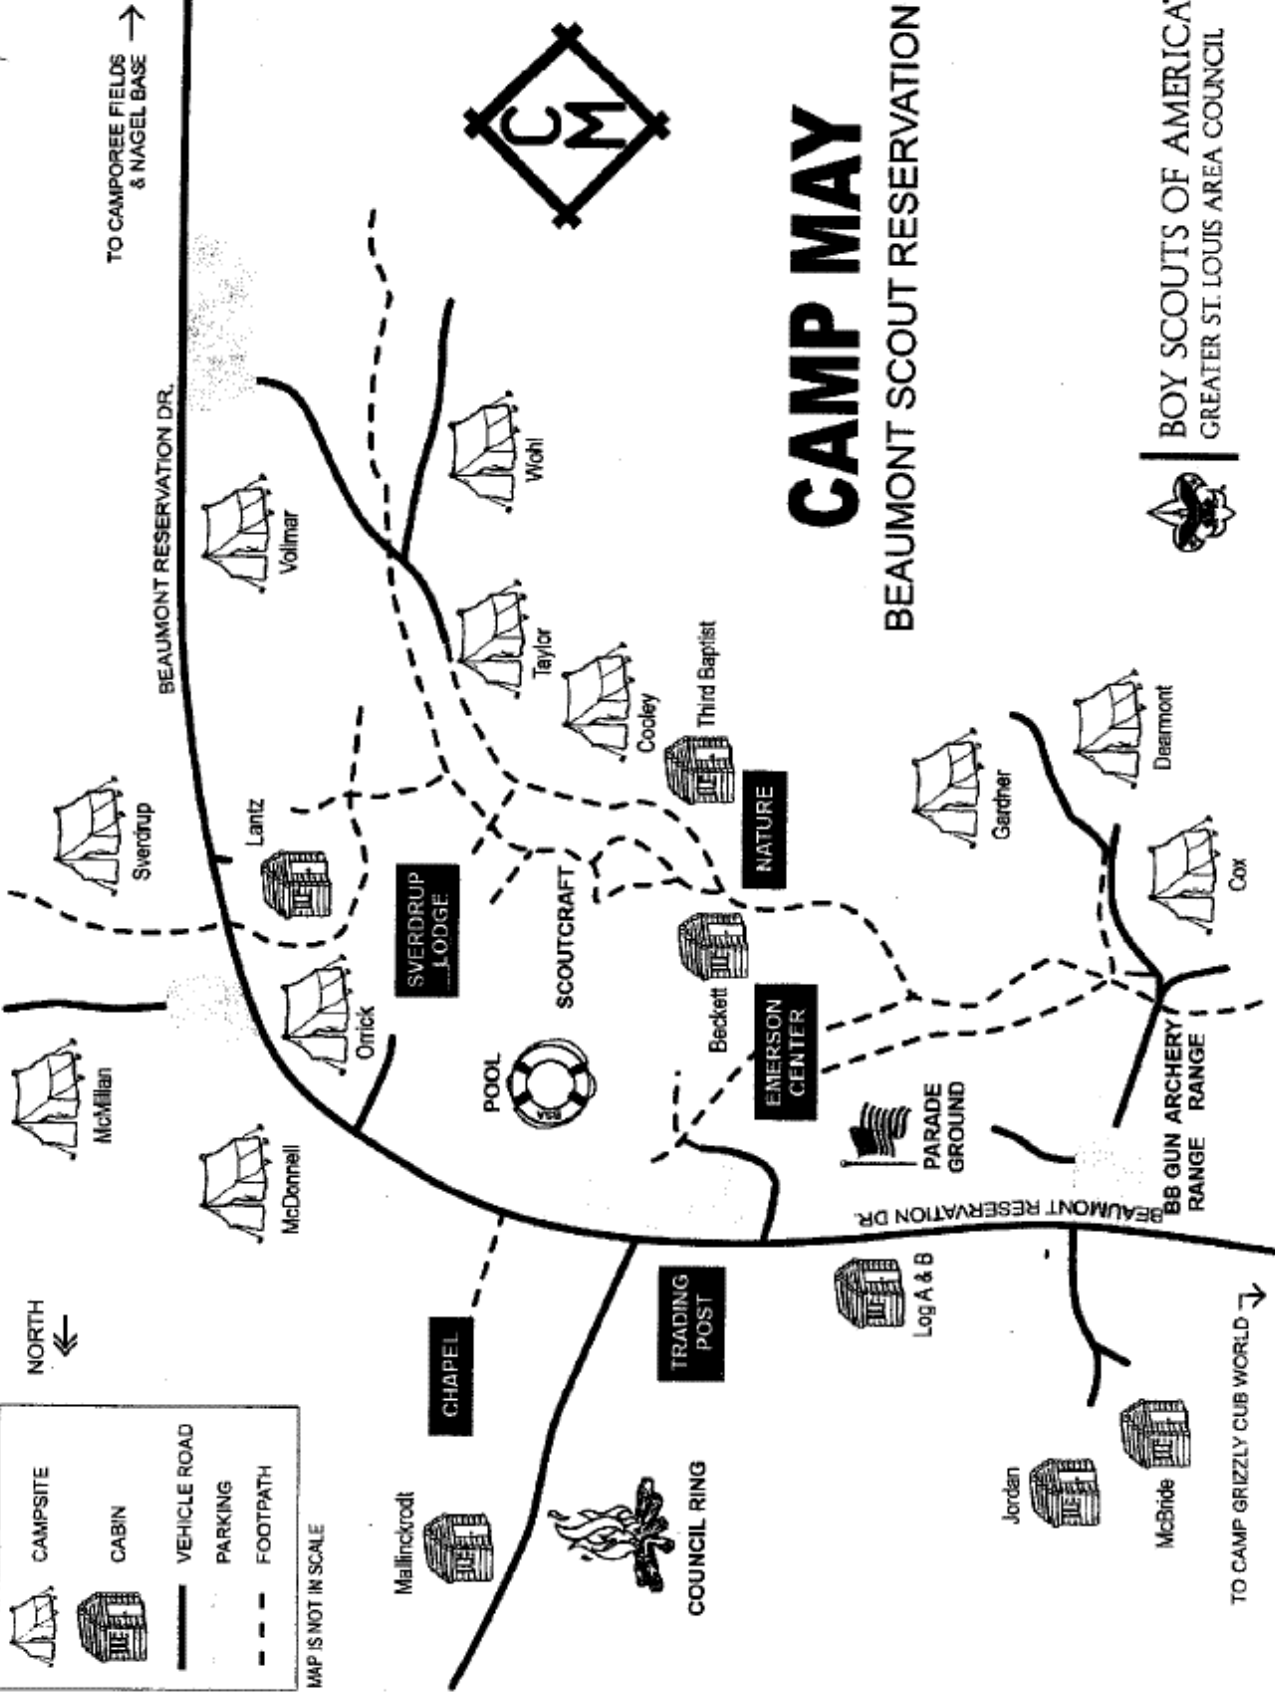 CAMPSITE
CABIN
VEHICLE ROAD
PARKING
FOOTPATH
MAP IS NOT IN SCALE
NORTH
McMillan
McDonnell
Sverdrup
Lantz
Orrick
BEAUMONT RESERVATION DR.
TO CAMPOREE FIELDS
& NAGEL BASE
Vollmar
Wohl
Taylor
Cooley
Third Baptist
SVERDRUP
LODGE
SCOUTCRAFT
POOL
BSA
NATURE
Beckett
EMERSON
CENTER
CHAPEL
Mallinckrodt
COUNCIL RING
TRADING
POST
Log A & B
PARADE
GROUND
BEAUMONT RESERVATION DR.
Gardner
Dearmont
Cox
BB GUN ARCHERY
RANGE RANGE
Jordan
McBride
TO CAMP GRIZZLY CUB WORLD
C
M
CAMP MAY
BEAUMONT SCOUT RESERVATION
BOY SCOUTS OF AMERICA
GREATER ST. LOUIS AREA COUNCIL